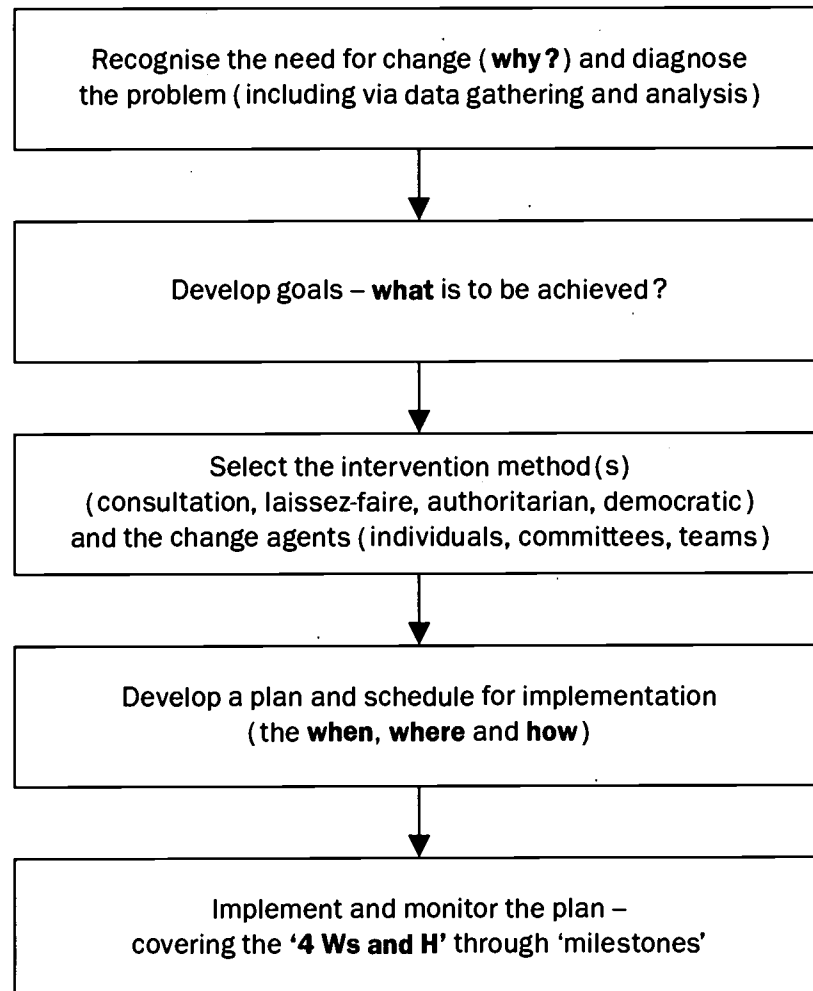 Recognise the need for change (why?) and diagnose
the problem (including via data gathering and analysis)
Develop goals – what is to be achieved?
Select the intervention method(s)
(consultation, laissez-faire, authoritarian, democratic)
and the change agents (individuals, committees, teams)
Develop a plan and schedule for implementation
(the when, where and how)
Implement and monitor the plan –
covering the ‘4 Ws and H’ through ‘milestones’